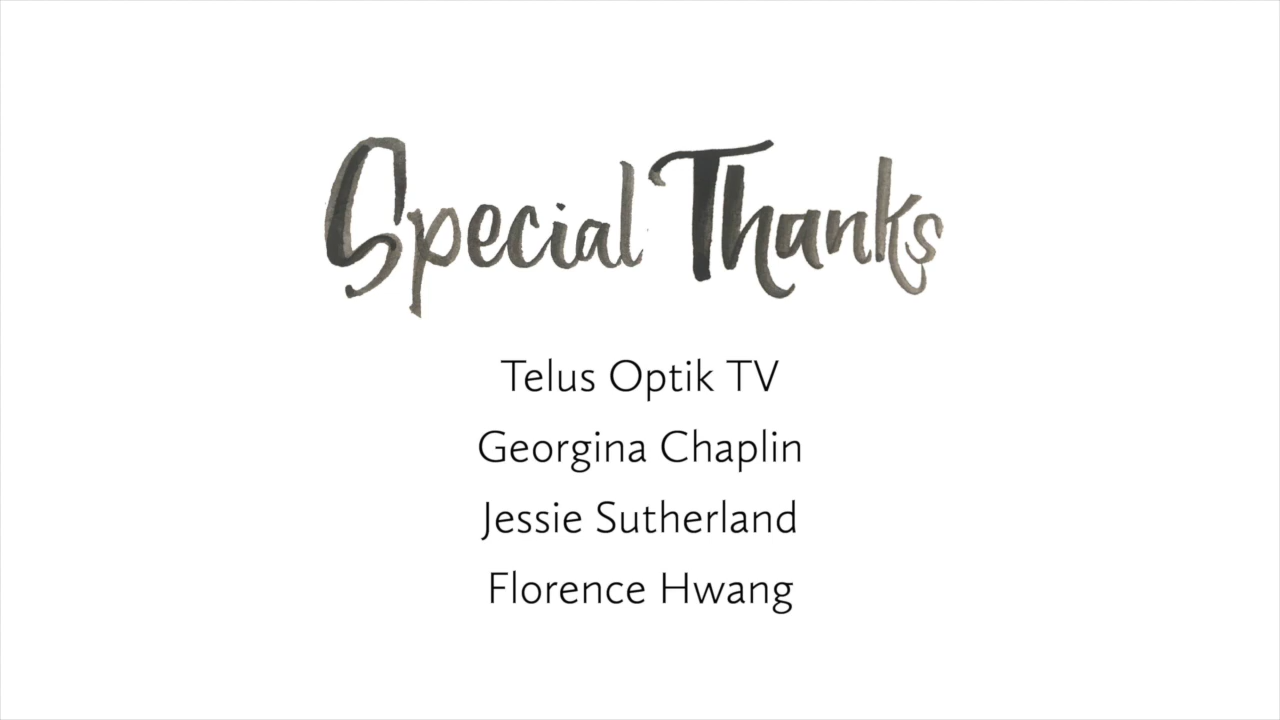 Special Thanks
Telus Optik TV
Georgina Chaplin
Jessie Sutherland
Florence Hwang